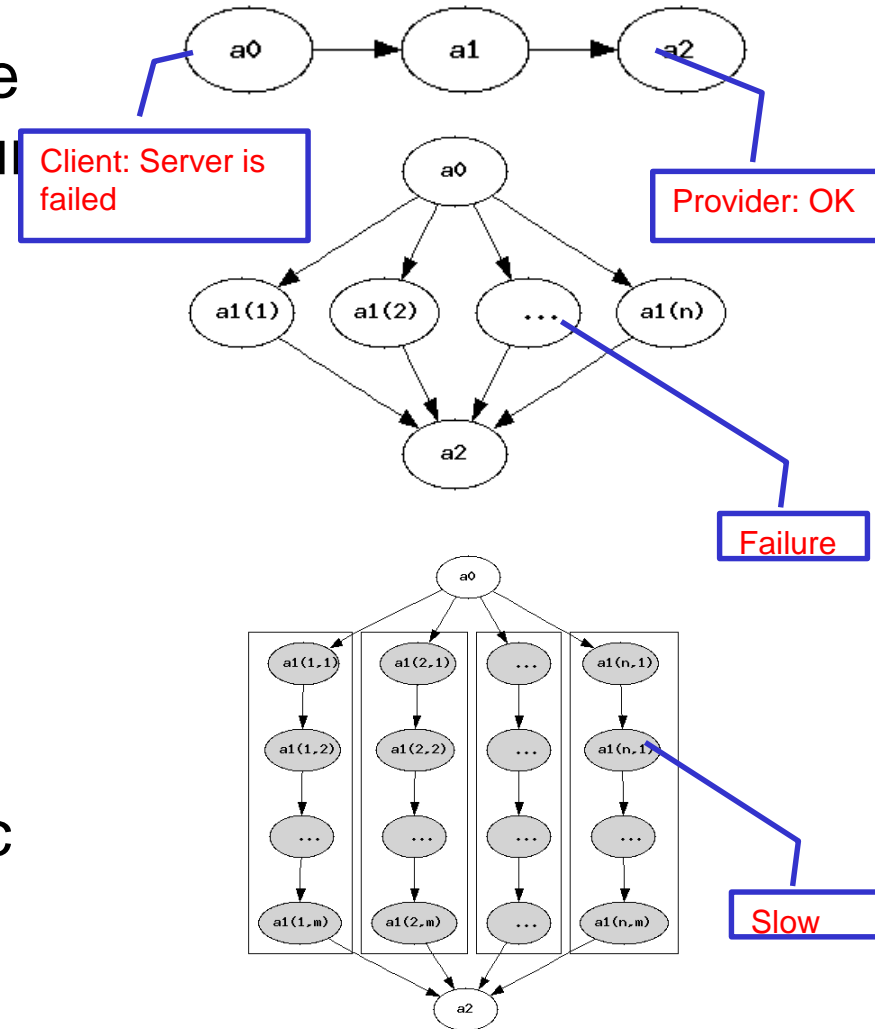 a0
a1
a2
e
Client: Server is
failed
Provider: OK
a0
a1(1)
a1(2)
...
a1(n)
a2
Failure
a0
a1(1,1)
a1(2,1)
...
a1(n,1)
a1(1,2)
a1(2,2)
...
a1(n,1)
...
...
...
...
c
a1(1,m)
a1(2,m)
...
a1(n,m)
Slow
a2